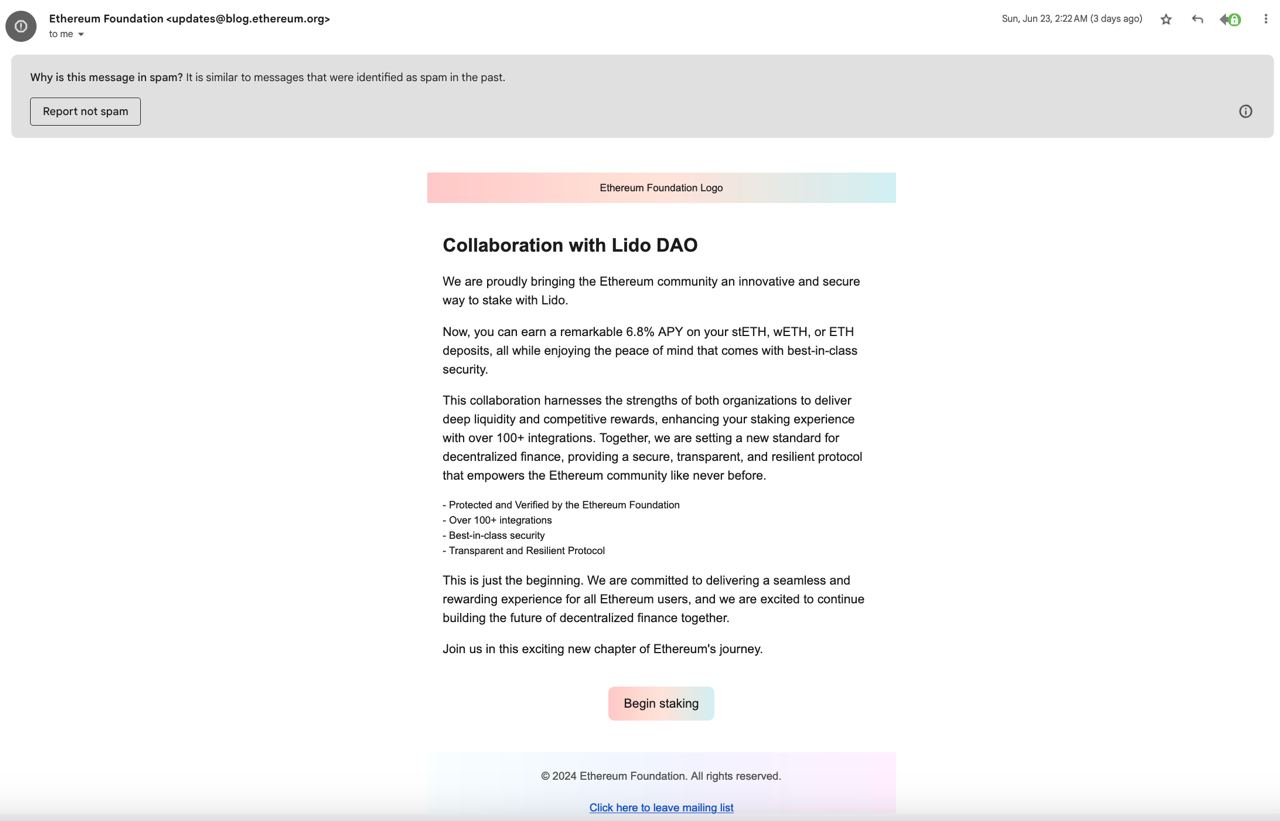 Ethereum Foundation <updates@blog.ethereum.org>
Sun, Jun 23, 2:22 AM (3 days ago)
to me
Why is this message in spam? It is similar to messages that were identified as spam in the past.
Report not spam
Ethereum Foundation Logo
Collaboration with Lido DAO
We are proudly bringing the Ethereum community an innovative and secure
way to stake with Lido.
Now, you can earn a remarkable 6.8% APY on your stETH, wETH, or ETH
deposits, all while enjoying the peace of mind that comes with best-in-class
security.
This collaboration harnesses the strengths of both organizations to deliver
deep liquidity and competitive rewards, enhancing your staking experience
with over 100+ integrations. Together, we are setting a new standard for
decentralized finance, providing a secure, transparent, and resilient protocol
that empowers the Ethereum community like never before.
- Protected and Verified by the Ethereum Foundation
- Over 100+ integrations
- Best-in-class security
- Transparent and Resilient Protocol
This is just the beginning. We are committed to delivering a seamless and
rewarding experience for all Ethereum users, and we are excited to continue
building the future of decentralized finance together.
Join us in this exciting new chapter of Ethereum's journey.
Begin staking
© 2024 Ethereum Foundation. All rights reserved.
Click here to leave mailing list